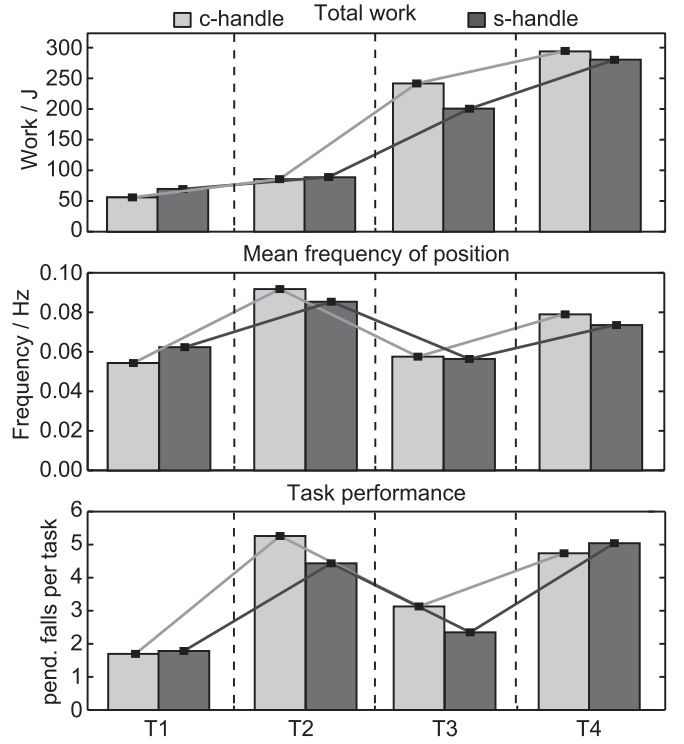 Total work
c-handle s-handle
Work / J
300
250
200
150
100
50
0
Mean frequency of position
Frequency / Hz
0.10
0.08
0.06
0.04
0.02
0.00
Task performance
pend. falls per task
6
5
4
3
2
1
0
T1 T2 T3 T4